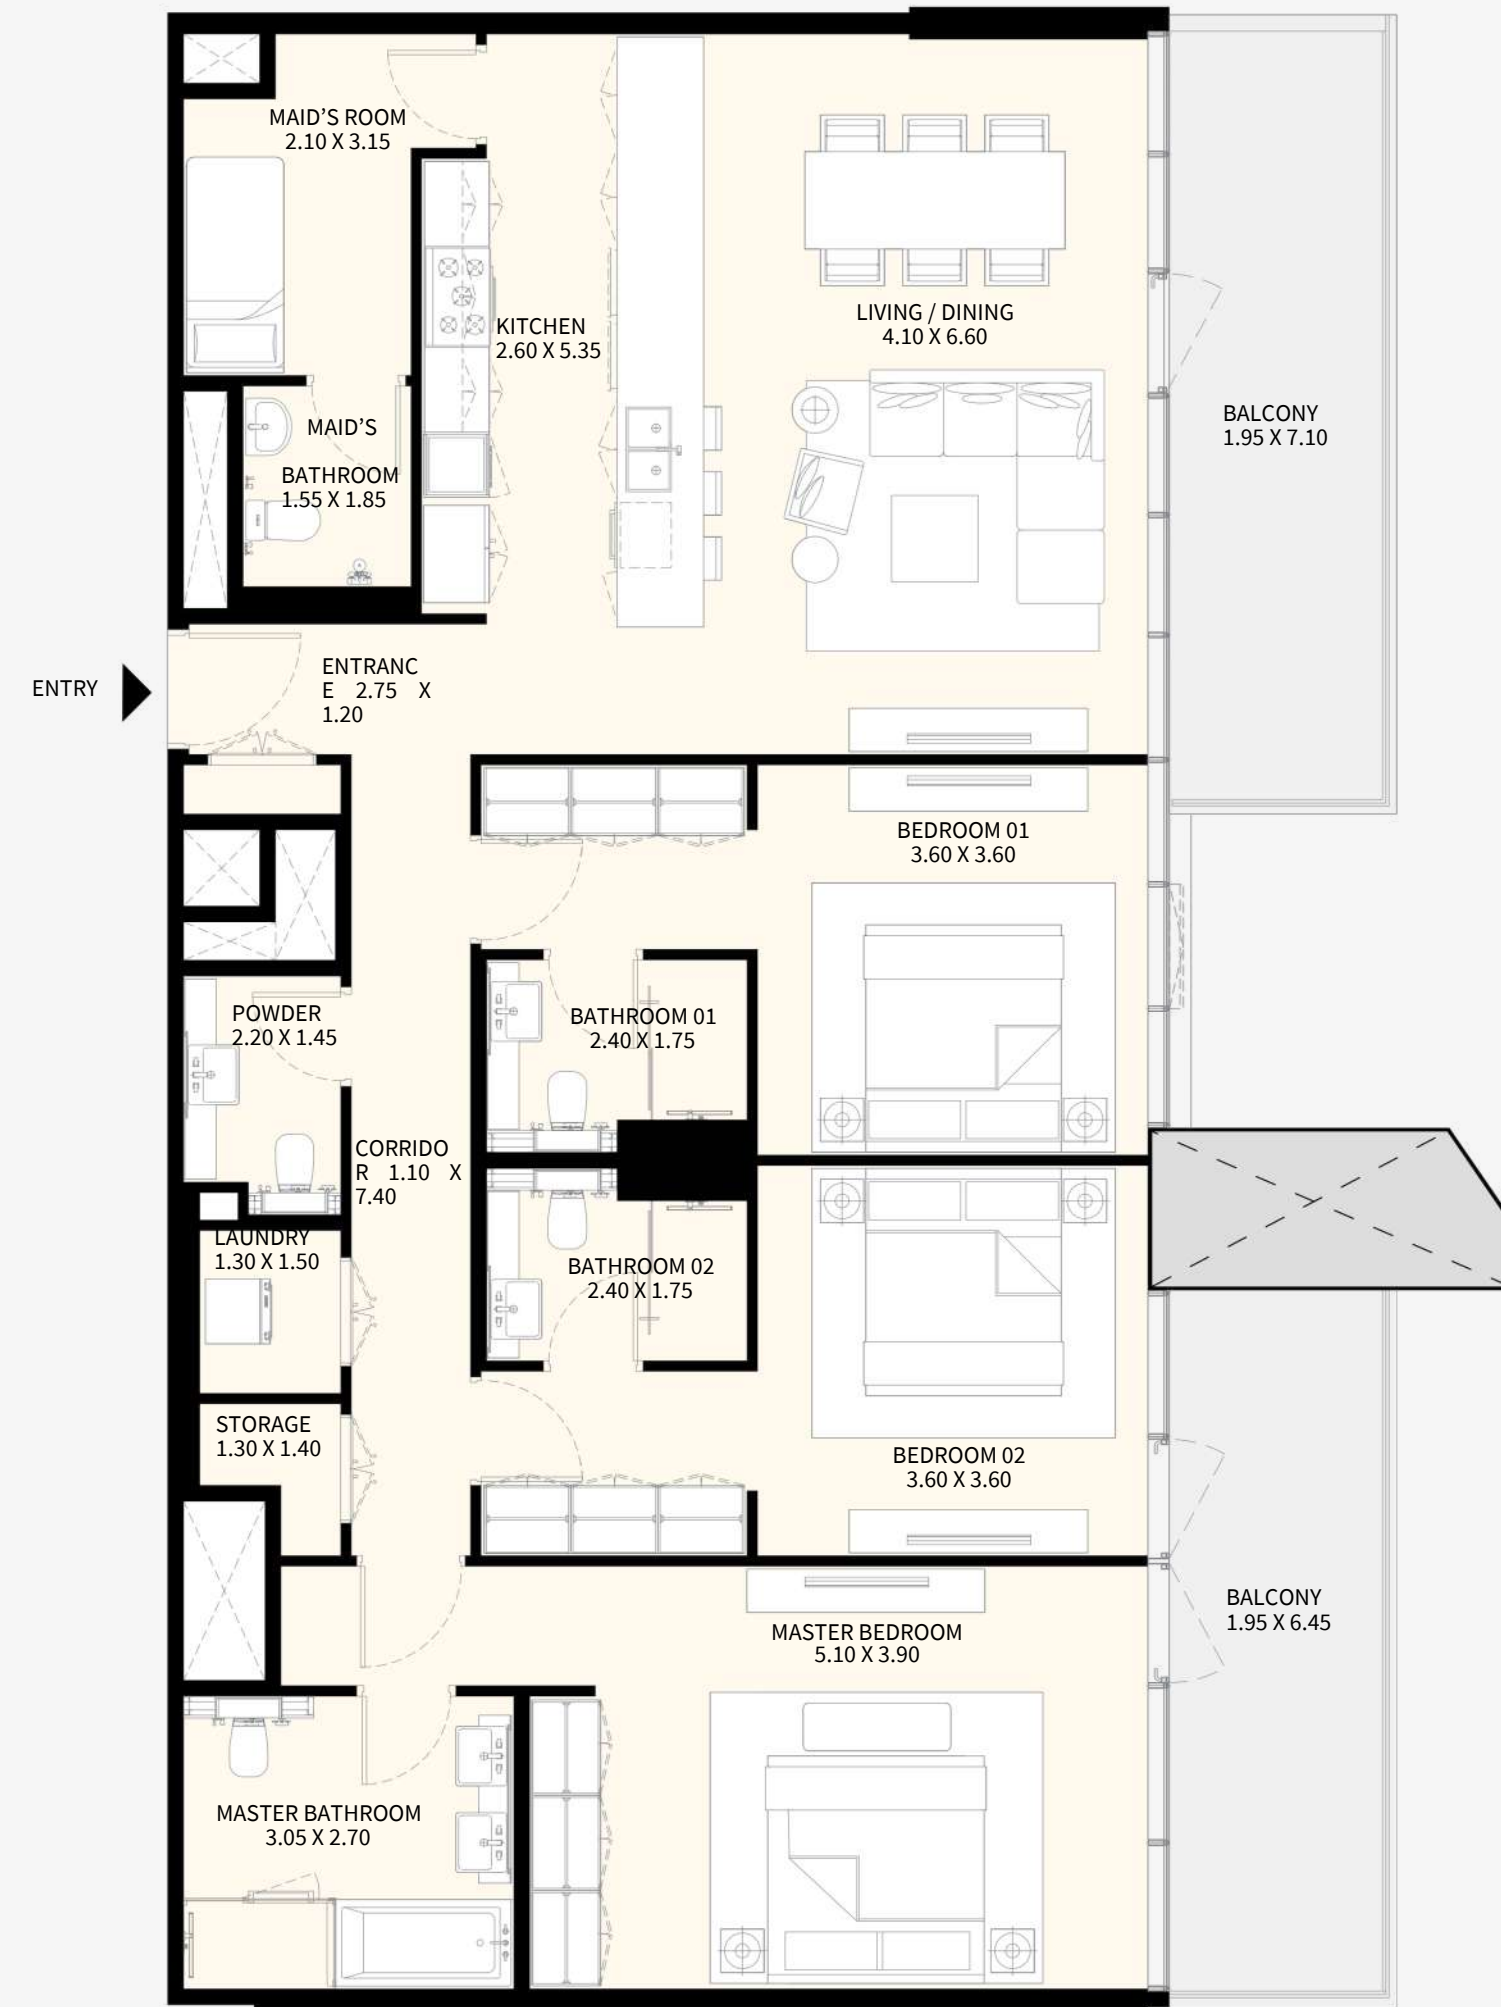 MAID’S ROOM
2.10 X 3.15
KITCHEN
2.60 X 5.35
LIVING / DINING
4.10 X 6.60
BALCONY
1.95 X 7.10
MAID’S
BATHROOM
1.55 X 1.85
ENTRY
ENTRANC
E 2.75 X
1.20
BEDROOM 01
3.60 X 3.60
POWDER
2.20 X 1.45
BATHROOM 01
2.40 X 1.75
CORRIDO
R 1.10 X
7.40
LAUNDRY
1.30 X 1.50
BATHROOM 02
2.40 X 1.75
STORAGE
1.30 X 1.40
BEDROOM 02
3.60 X 3.60
MASTER BEDROOM
5.10 X 3.90
BALCONY
1.95 X 6.45
MASTER BATHROOM
3.05 X 2.70